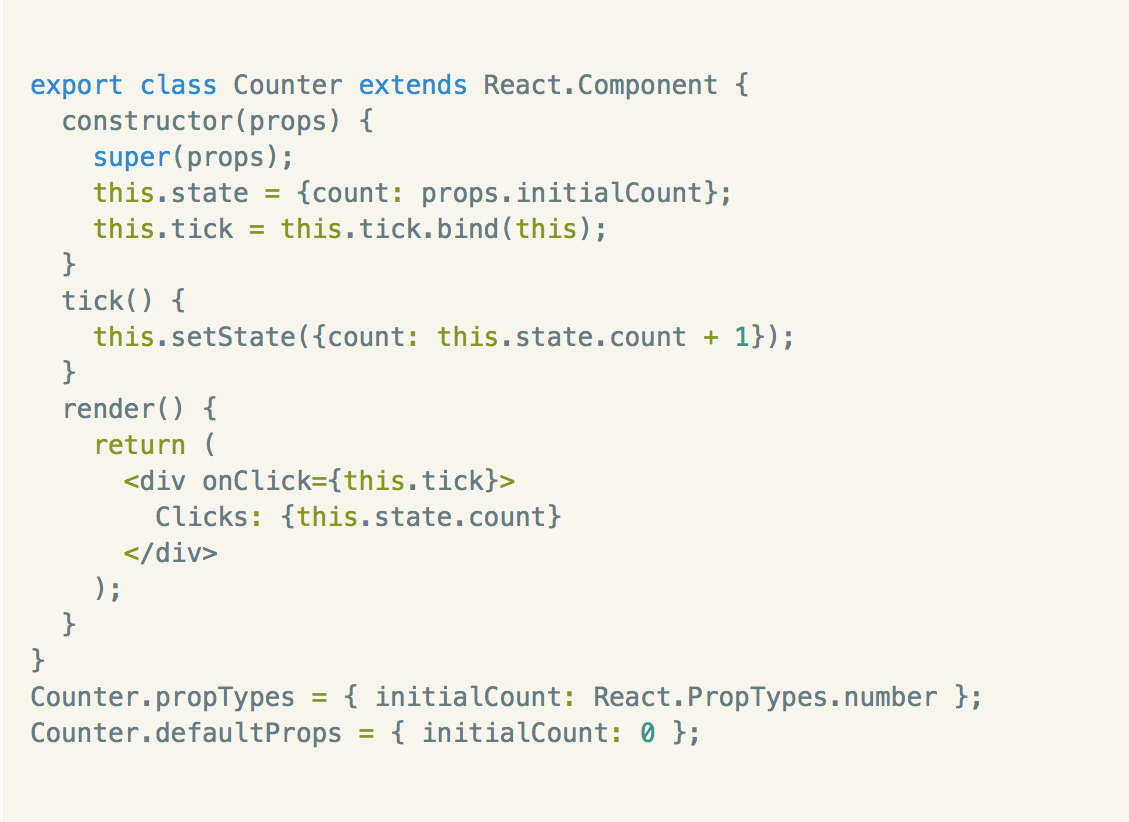 export class Counter extends React.Component {
  constructor(props) {
    super(props);
    this.state = {count: props.initialCount};
    this.tick = this.tick.bind(this);
  }
  tick() {
    this.setState({count: this.state.count + 1});
  }
  render() {
    return (
      <div onClick={this.tick}>
        Clicks: {this.state.count}
      </div>
    );
  }
}
Counter.propTypes = { initialCount: React.PropTypes.number };
Counter.defaultProps = { initialCount: 0 };